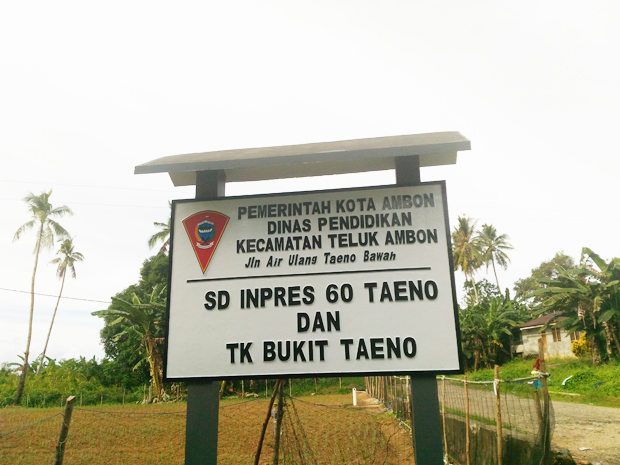 PEMERINTAH KOTA AMBON
DINAS PENDIDIKAN
KECAMATAN TELUK AMBON
Jln Air Ulang Taeno Bawah
SD INPRES 60 TAENO
DAN
TK BUKIT TAENO